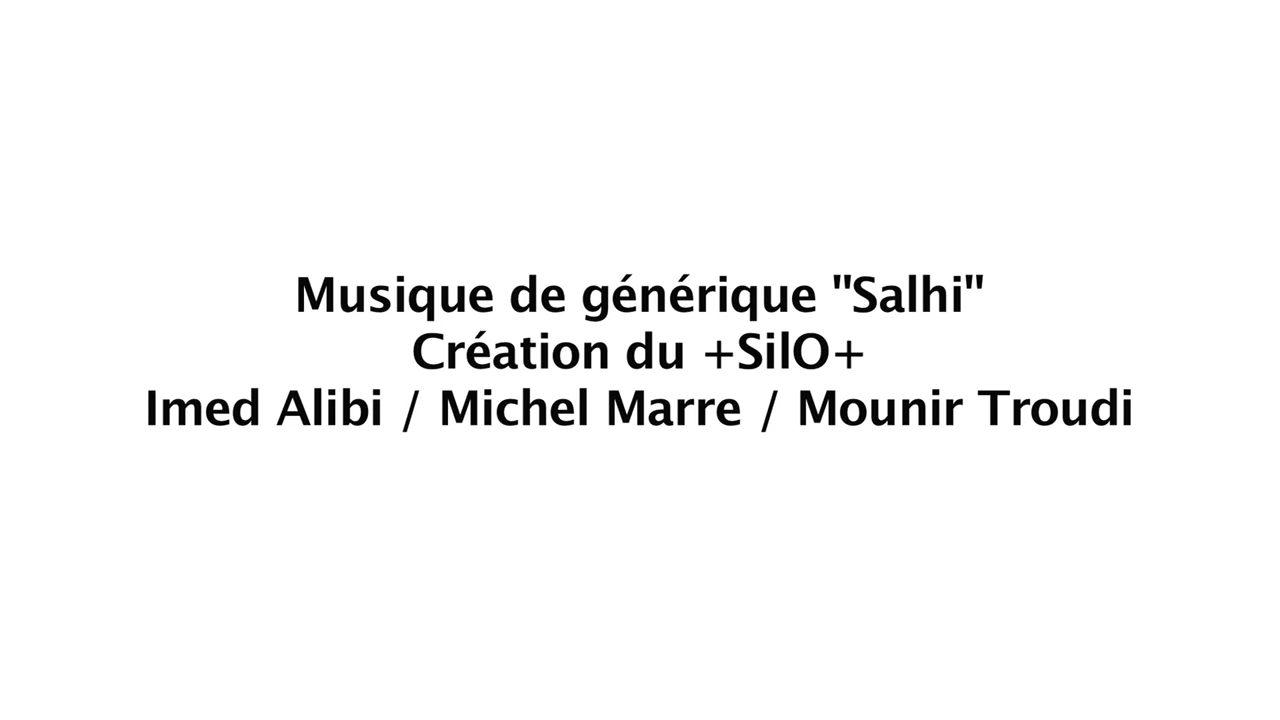 Musique de générique "Salhi"
Création du +SilO+
Imed Alibi / Michel Marre / Mounir Troudi